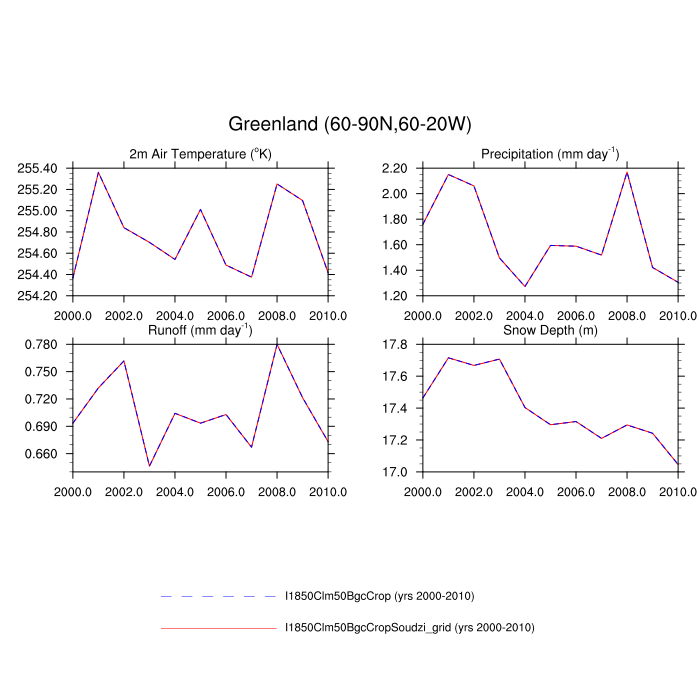 Greenland (60-90N,60-20W)
2m Air Temperature (°K)
255.40
255.20
255.00
254.80
254.60
254.40
254.20
2000.0 2002.0 2004.0 2006.0 2008.0 2010.0
Precipitation (mm day⁻¹)
2.20
2.00
1.80
1.60
1.40
1.20
2000.0 2002.0 2004.0 2006.0 2008.0 2010.0
Runoff (mm day⁻¹)
0.780
0.750
0.720
0.690
0.660
2000.0 2002.0 2004.0 2006.0 2008.0 2010.0
Snow Depth (m)
17.8
17.6
17.4
17.2
17.0
2000.0 2002.0 2004.0 2006.0 2008.0 2010.0
I1850Clm50BgcCrop (yrs 2000-2010)
I1850Clm50BgcCropSoudzi_grid (yrs 2000-2010)